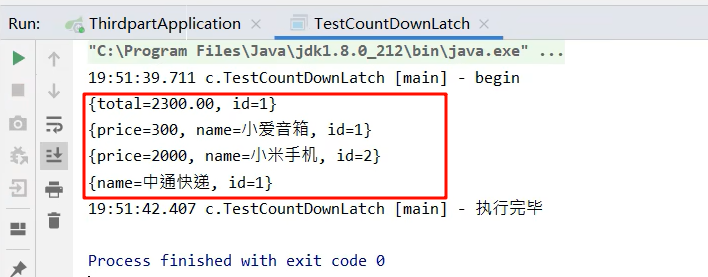 Run: ThirdpartApplication × TestCountDownLatch ×
"C:\Program Files\Java\jdk1.8.0_212\bin\java.exe" ...
19:51:39.711 c.TestCountDownLatch [main] - begin
{total=2300.00, id=1}
{price=300, name=小爱音箱, id=1}
{price=2000, name=小米手机, id=2}
{name=中通快递, id=1}
19:51:42.407 c.TestCountDownLatch [main] - 执行完毕
Process finished with exit code 0